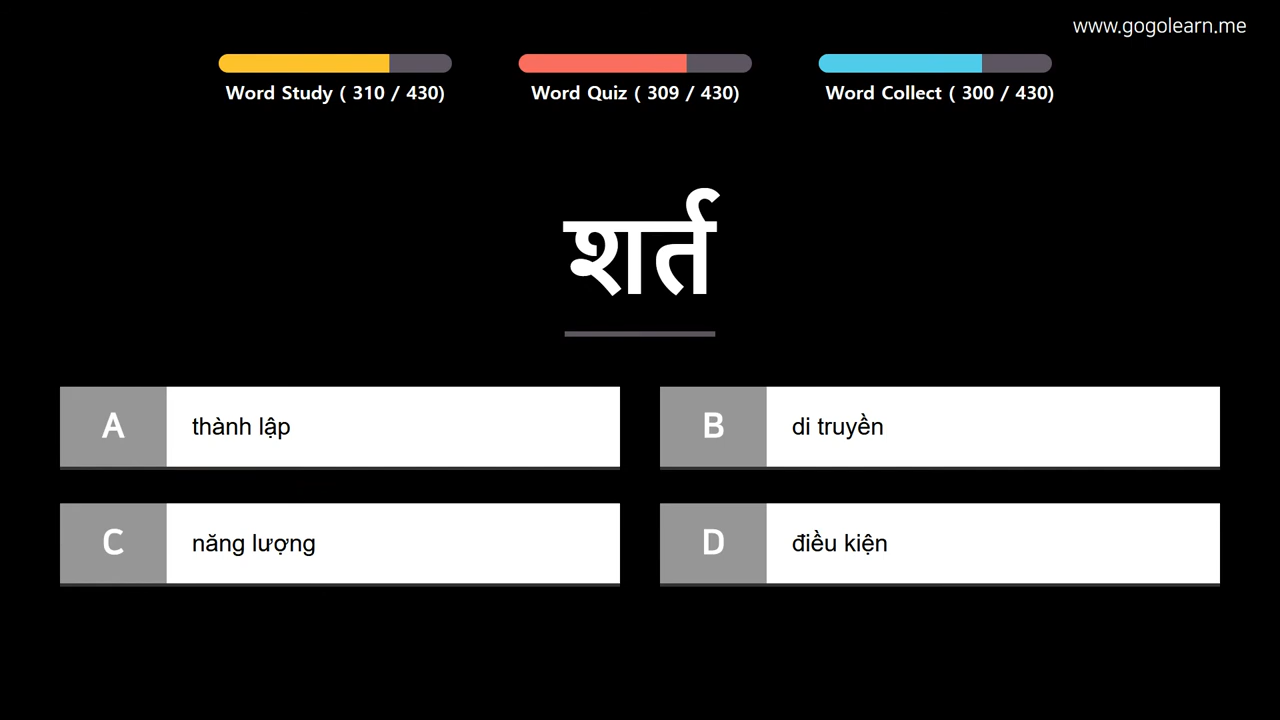 www.gogolearn.me
Word Study ( 310 / 430)
Word Quiz ( 309 / 430)
Word Collect ( 300 / 430)
शर्त
A thành lập
B di truyền
C năng lượng
D điều kiện